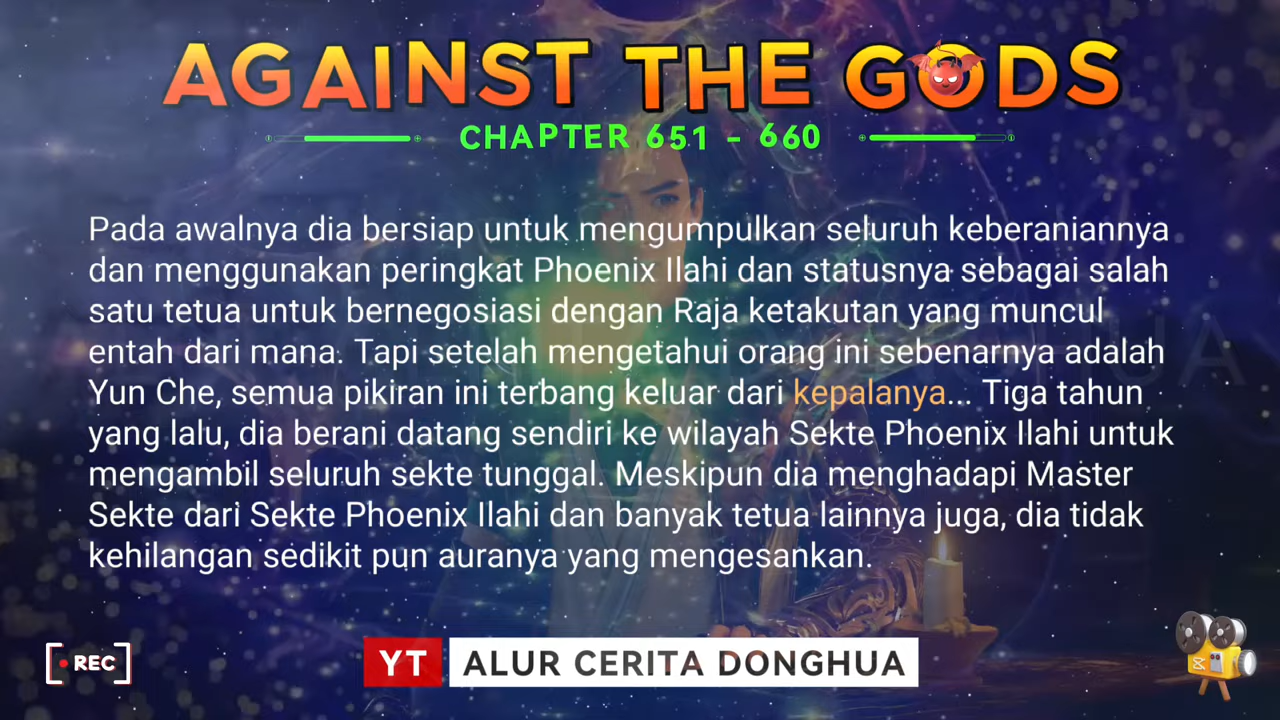 AGAINST THE GODS
CHAPTER 651 - 660
Pada awalnya dia bersiap untuk mengumpulkan seluruh keberaniannya
dan menggunakan peringkat Phoenix Ilahi dan statusnya sebagai salah
satu tetua untuk bernegosiasi dengan Raja ketakutan yang muncul
entah dari mana. Tapi setelah mengetahui orang ini sebenarnya adalah
Yun Che, semua pikiran ini terbang keluar dari kepalanya... Tiga tahun
yang lalu, dia berani datang sendiri ke wilayah Sekte Phoenix Ilahi untuk
mengambil seluruh sekte tunggal. Meskipun dia menghadapi Master
Sekte dari Sekte Phoenix Ilahi dan banyak tetua lainnya juga, dia tidak
kehilangan sedikit pun auranya yang mengesankan.
REC
YT ALUR CERITA DONGHUA